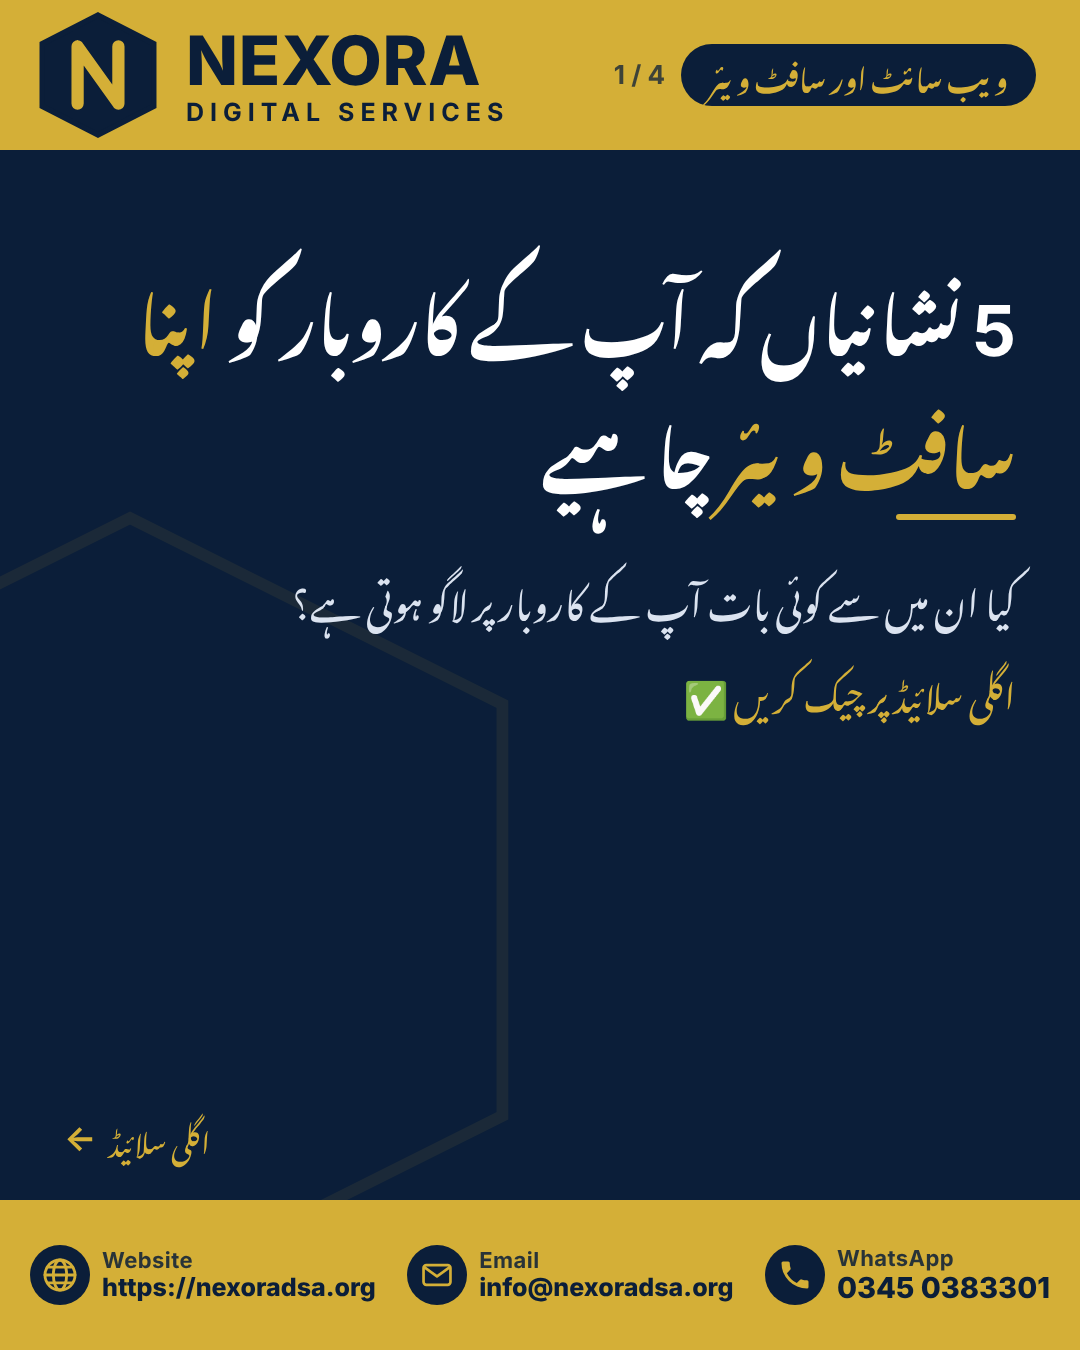 NEXORA
DIGITAL SERVICES
1 / 4
ویب سائٹ اور سافٹ ویئر
5 نشانیاں کہ آپ کے کاروبار کو اپنا
سافٹ ویئر چاہیے
کیا ان میں سے کوئی بات آپ کے کاروبار پر لاگو ہوتی ہے؟
اگلی سلائیڈ پر چیک کریں ✅
اگلی سلائیڈ ←
Website
https://nexoradsa.org
Email
info@nexoradsa.org
WhatsApp
0345 0383301